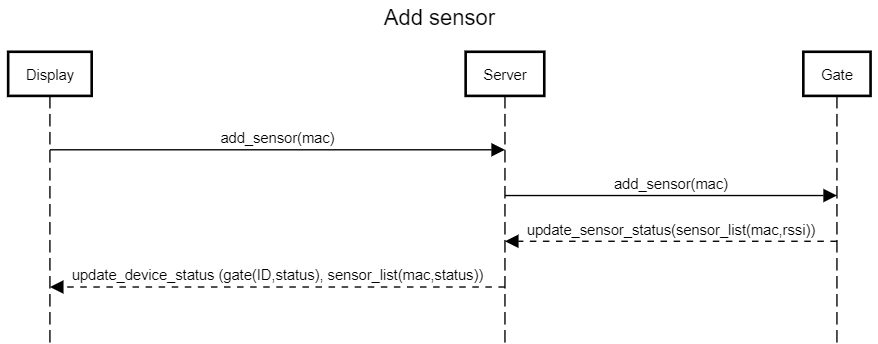 Add sensor
Display
Server
Gate
add_sensor(mac)
add_sensor(mac)
update_sensor_status(sensor_list(mac,rssi))
update_device_status (gate(ID,status), sensor_list(mac,status))